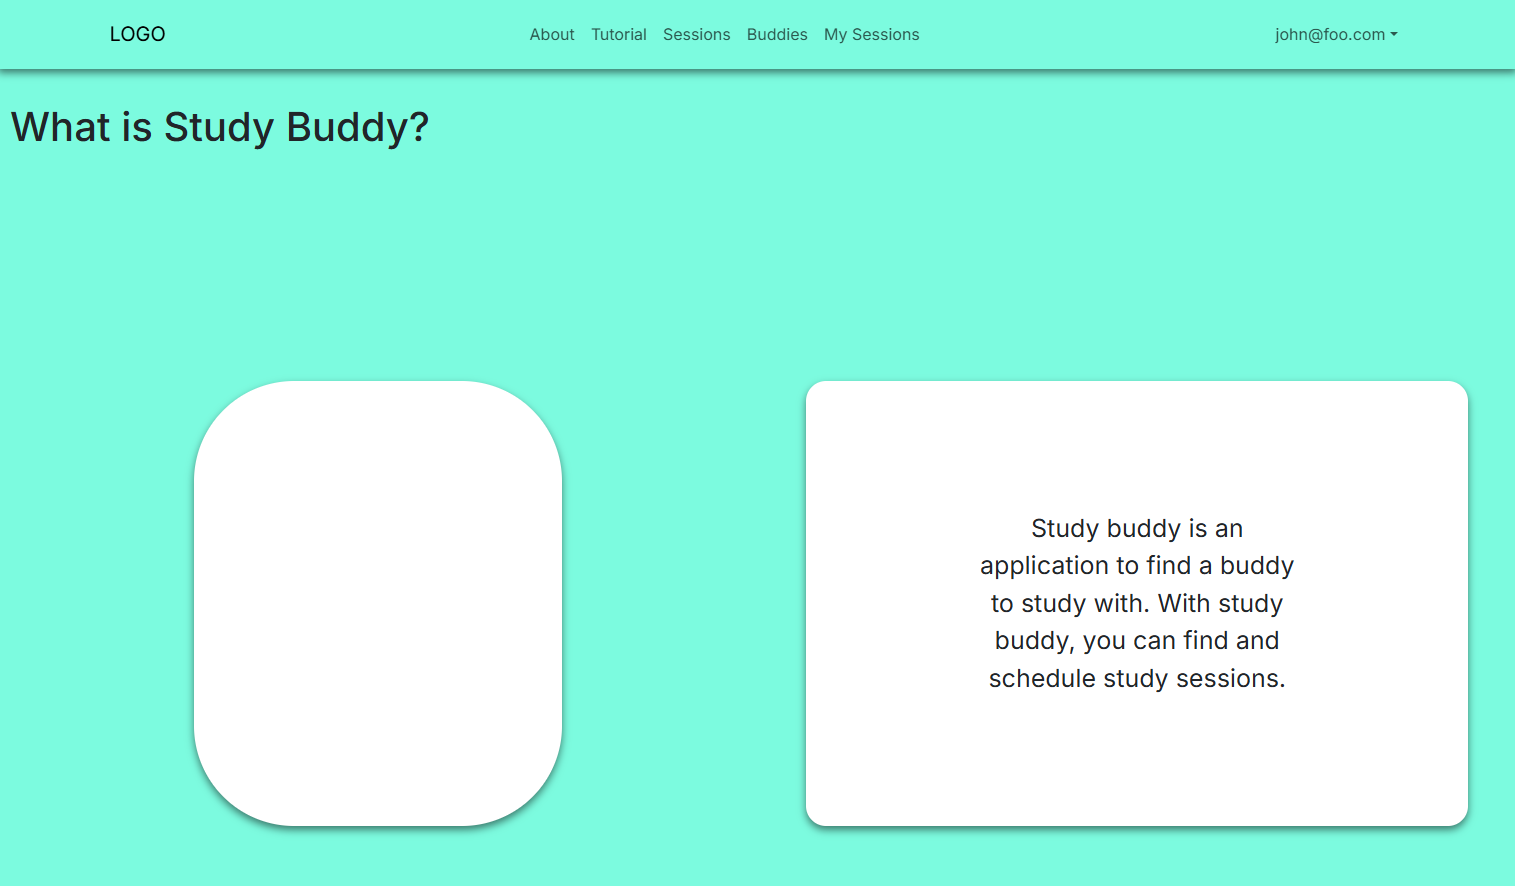 LOGO
About Tutorial Sessions Buddies My Sessions
john@foo.com
What is Study Buddy?
Study buddy is an
application to find a buddy
to study with. With study
buddy, you can find and
schedule study sessions.